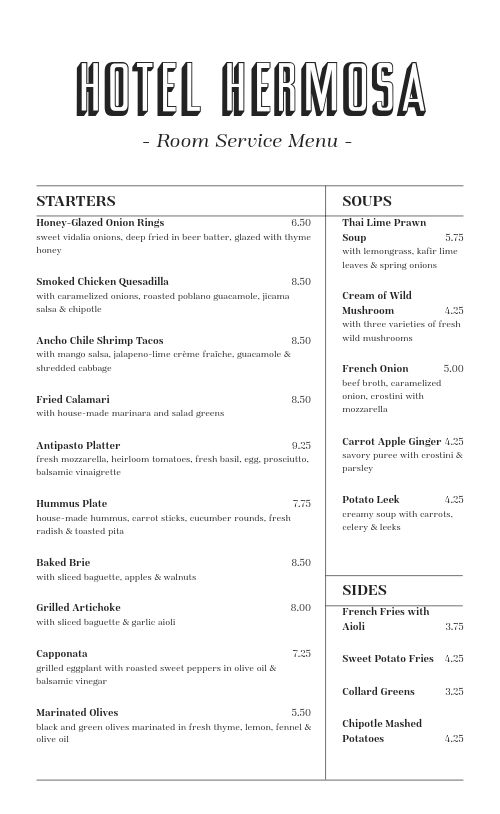 HOTEL HERMOSA
- Room Service Menu -
STARTERS
Honey-Glazed Onion Rings 6.50
sweet vidalia onions, deep fried in beer batter, glazed with thyme
honey
Smoked Chicken Quesadilla 8.50
with caramelized onions, roasted poblano guacamole, jicama
salsa & chipotle
Ancho Chile Shrimp Tacos 8.50
with mango salsa, jalapeno-lime crème fraîche, guacamole &
shredded cabbage
Fried Calamari 8.50
with house-made marinara and salad greens
Antipasto Platter 9.25
fresh mozzarella, heirloom tomatoes, fresh basil, egg, prosciutto,
balsamic vinaigrette
Hummus Plate 7.75
house-made hummus, carrot sticks, cucumber rounds, fresh
radish & toasted pita
Baked Brie 8.50
with sliced baguette, apples & walnuts
Grilled Artichoke 8.00
with sliced baguette & garlic aioli
Capponata 7.25
grilled eggplant with roasted sweet peppers in olive oil &
balsamic vinegar
Marinated Olives 5.50
black and green olives marinated in fresh thyme, lemon, fennel &
olive oil
SOUPS
Thai Lime Prawn
Soup 5.75
with lemongrass, kafir lime
leaves & spring onions
Cream of Wild
Mushroom 4.25
with three varieties of fresh
wild mushrooms
French Onion 5.00
beef broth, caramelized
onion, crostini with
mozzarella
Carrot Apple Ginger 4.25
savory puree with crostini &
parsley
Potato Leek 4.25
creamy soup with carrots,
celery & leeks
SIDES
French Fries with
Aioli 3.75
Sweet Potato Fries 4.25
Collard Greens 3.25
Chipotle Mashed
Potatoes 4.25